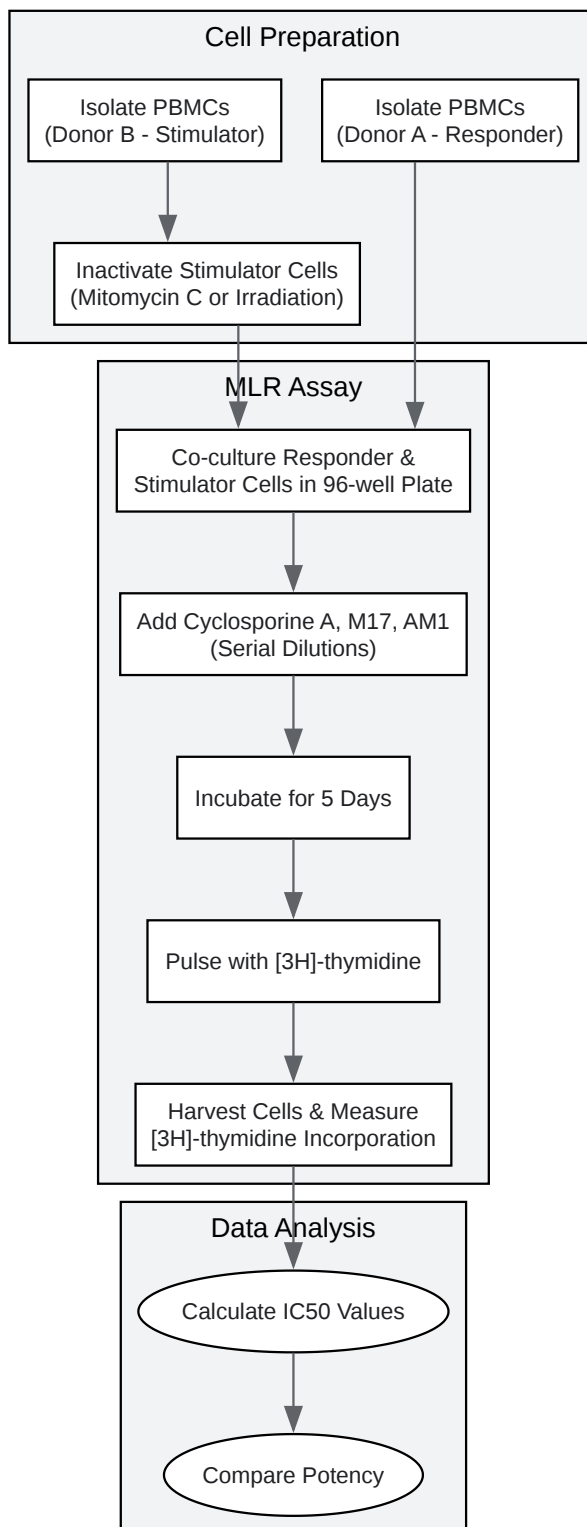 Cell Preparation
Isolate PBMCs
(Donor B - Stimulator)
Isolate PBMCs
(Donor A - Responder)
Inactivate Stimulator Cells
(Mitomycin C or Irradiation)
MLR Assay
Co-culture Responder &
Stimulator Cells in 96-well Plate
Add Cyclosporine A, M17, AM1
(Serial Dilutions)
Incubate for 5 Days
Pulse with [3H]-thymidine
Harvest Cells & Measure
[3H]-thymidine Incorporation
Data Analysis
Calculate IC50 Values
Compare Potency